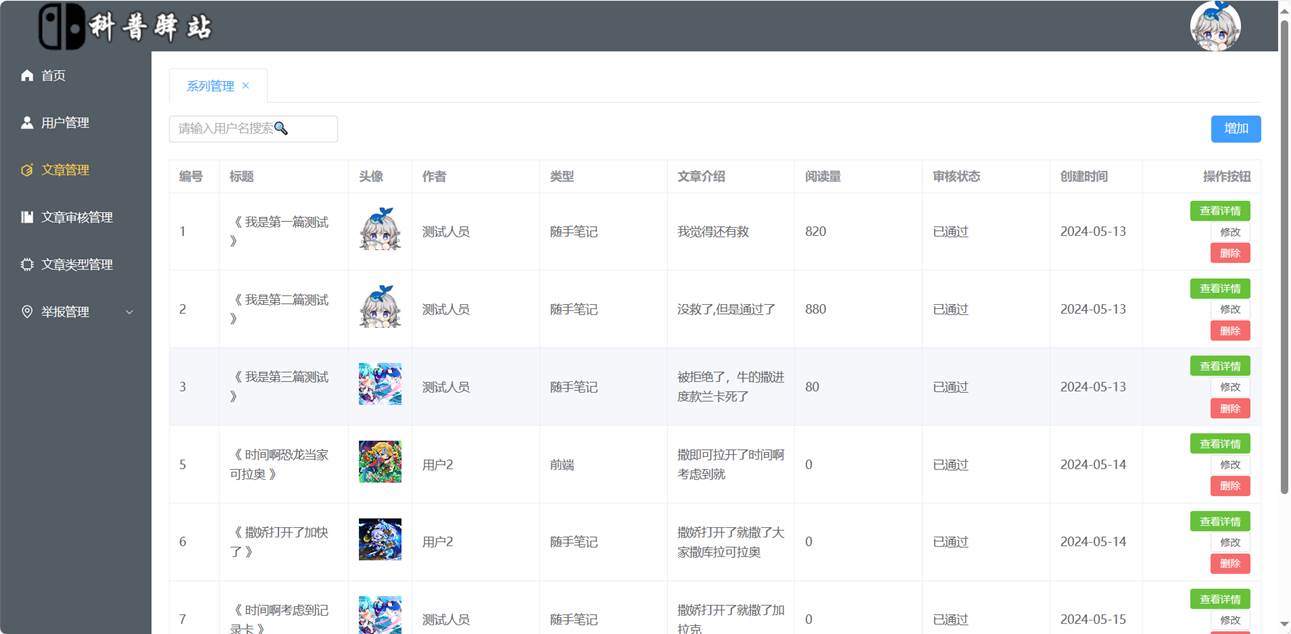 科普驿站
首页
用户管理
文章管理
文章审核管理
文章类型管理
举报管理
系列管理 ×
请输入用户名搜索
增加
编号 标题 头像 作者 类型 文章介绍 阅读量 审核状态 创建时间 操作按钮
1 《 我是第一篇测试 》 测试人员 随手笔记 我觉得还有救 820 已通过 2024-05-13 查看详情 修改 删除
2 《 我是第二篇测试 》 测试人员 随手笔记 没救了,但是通过了 880 已通过 2024-05-13 查看详情 修改 删除
3 《 我是第三篇测试 》 测试人员 随手笔记 被拒绝了，牛的撒进度款兰卡死了 80 已通过 2024-05-13 查看详情 修改 删除
5 《 时间啊恐龙当家可拉奥 》 用户2 前端 撒即可拉开了时间啊考虑到就 0 已通过 2024-05-14 查看详情 修改 删除
6 《 撒娇打开了加快了 》 用户2 随手笔记 撒娇打开了就撒了大家撒库拉可拉奥 0 已通过 2024-05-14 查看详情 修改 删除
7 《 时间啊考虑到记录卡 》 测试人员 随手笔记 撒娇打开了就撒了加拉克 0 已通过 2024-05-15 查看详情 修改